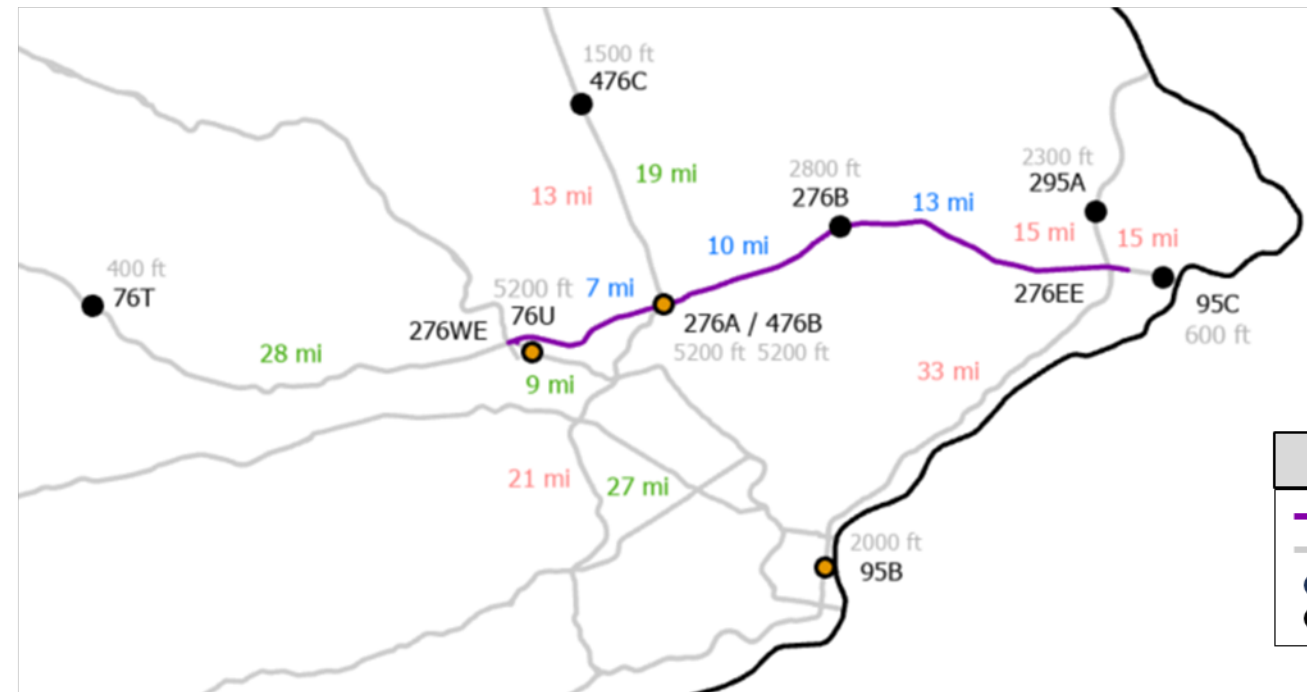 1500 ft
476C
19 mi
13 mi
2800 ft
276B
13 mi
2300 ft
295A
10 mi
15 mi
15 mi
400 ft
76T
5200 ft
7 mi
76U
276WE
276A / 476B
5200 ft 5200 ft
276EE
95C
600 ft
28 mi
9 mi
33 mi
21 mi
27 mi
2000 ft
95B